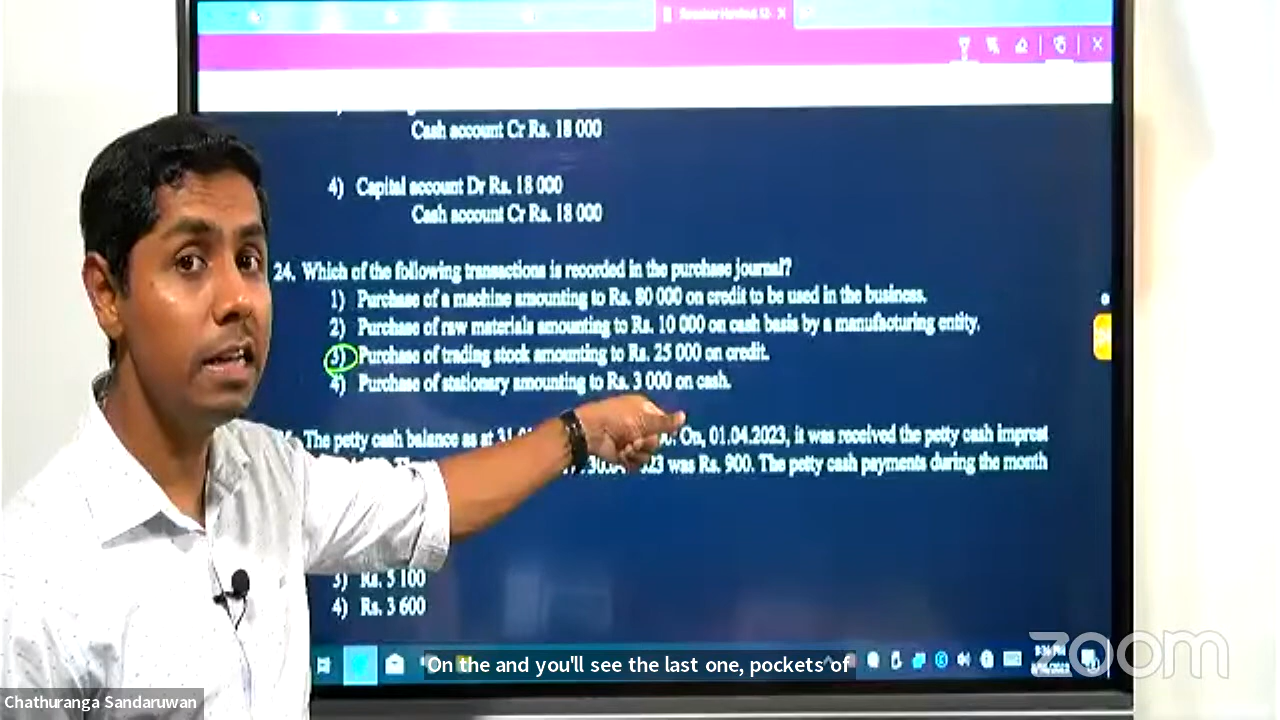 Cash account Cr Rs. 18 000
4) Capital account Dr Rs. 18 000
Cash account Cr Rs. 18 000
24. Which of the following transactions is recorded in the purchase journal?
1) Purchase of a machine amounting to Rs. 80 000 on credit to be used in the business.
2) Purchase of raw materials amounting to Rs. 10 000 on cash basis by a manufacturing entity.
3) Purchase of trading stock amounting to Rs. 25 000 on credit.
4) Purchase of stationary amounting to Rs. 3 000 on cash.
The petty cash balance as at On, 01.04.2023, it was received the petty cash imprest
was Rs. 900. The petty cash payments during the month
3) Rs. 5 100
4) Rs. 3 600
On the and you'll see the last one, pockets of
zoom
Chathuranga Sandaruwan